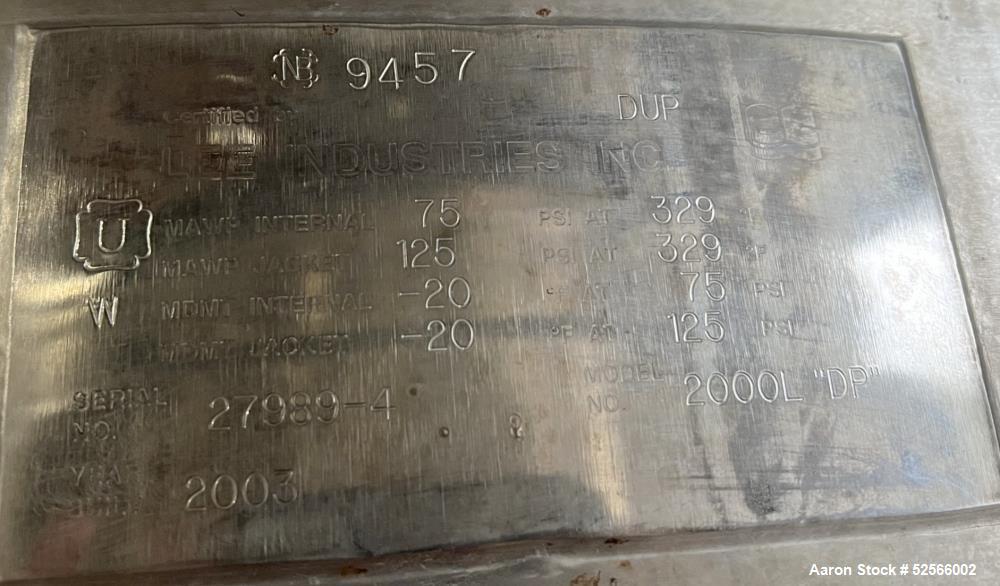 NB 9457
Certified by DUP
LEE INDUSTRIES INC
U MAWP INTERNAL 75 PSI AT 329 °F
MAWP JACKET 125 PSI AT 329 °F
W MDMT INTERNAL -20 °F AT 75 PSI
MDMT JACKET -20 °F AT 125 PSI
SERIAL NO. 27989-4 MODEL NO. 2000L "DP"
2003
Aaron Stock # 52566002